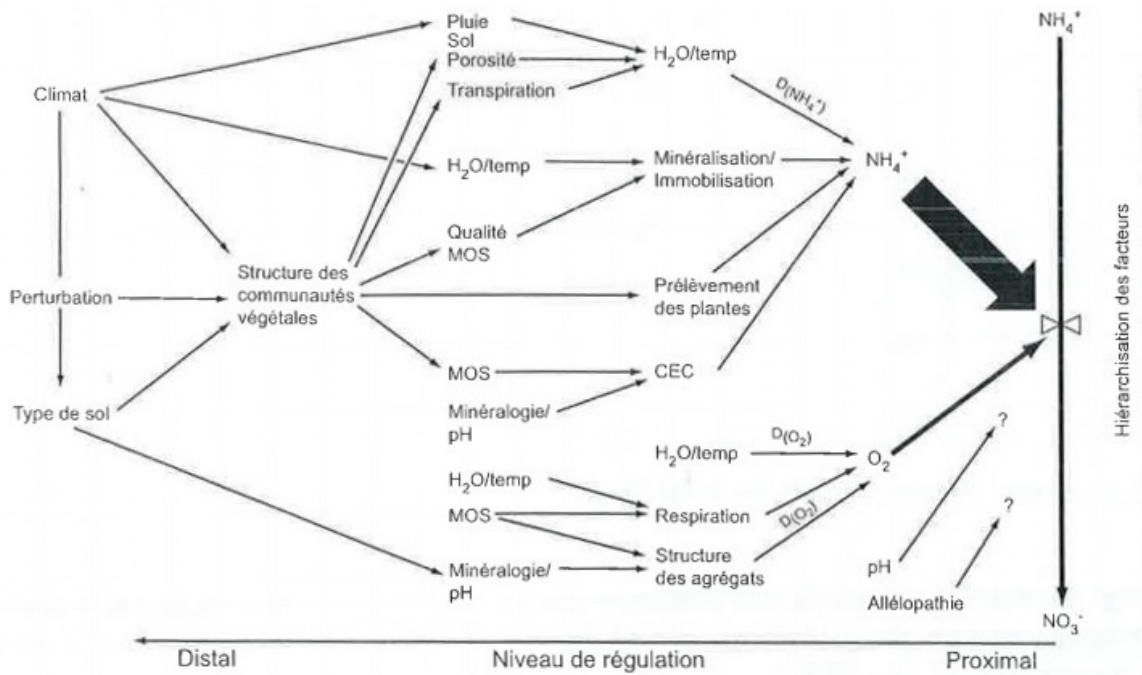 Pluie
Sol
Porosité
Transpiration
H₂O/temp
NH₄⁺
Climat
D(NH₄⁺)
H₂O/temp
Minéralisation/
Immobilisation
NH₄⁺
Qualité
MOS
Structure des
communautés
végétales
Perturbation
Prélèvement
des plantes
Hiérarchisation des facteurs
MOS
CEC
Type de sol
Minéralogie/
pH
H₂O/temp
D(O₂)
O₂
?
H₂O/temp
MOS
Respiration
D(O₂)
?
Structure
des agrégats
Minéralogie/
pH
pH
Allélopathie
NO₃⁻
Distal
Niveau de régulation
Proximal